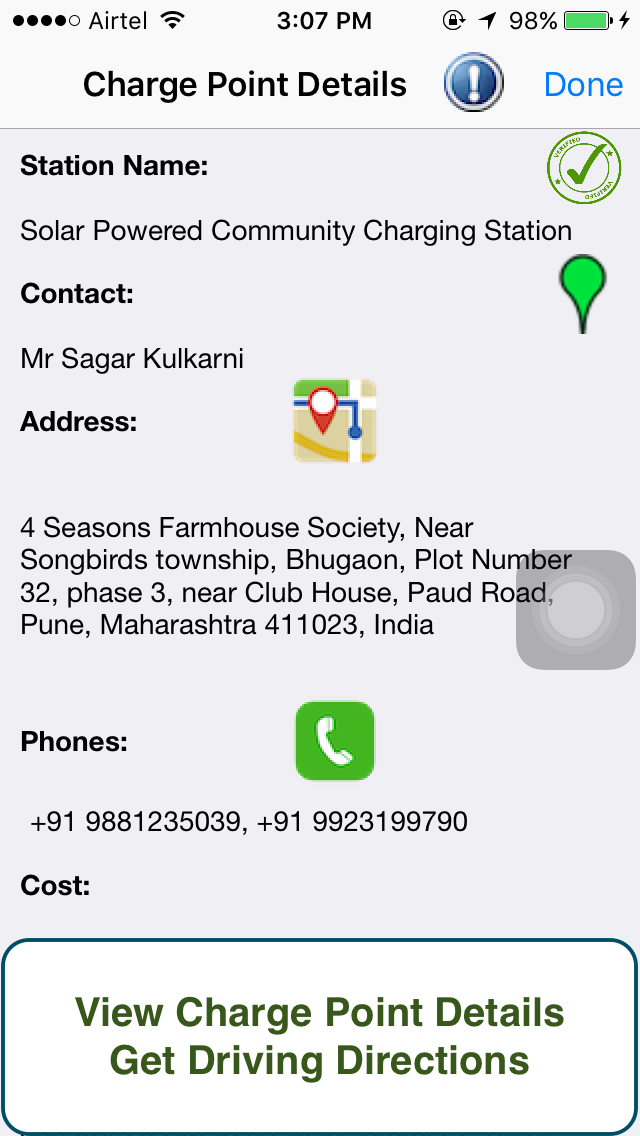 Airtel 3:07 PM 98%
Charge Point Details Done
Station Name:
VERIFIED
VERIFIED
Solar Powered Community Charging Station
Contact:
Mr Sagar Kulkarni
Address:
4 Seasons Farmhouse Society, Near
Songbirds township, Bhugaon, Plot Number
32, phase 3, near Club House, Paud Road,
Pune, Maharashtra 411023, India
Phones:
+91 9881235039, +91 9923199790
Cost:
View Charge Point Details
Get Driving Directions